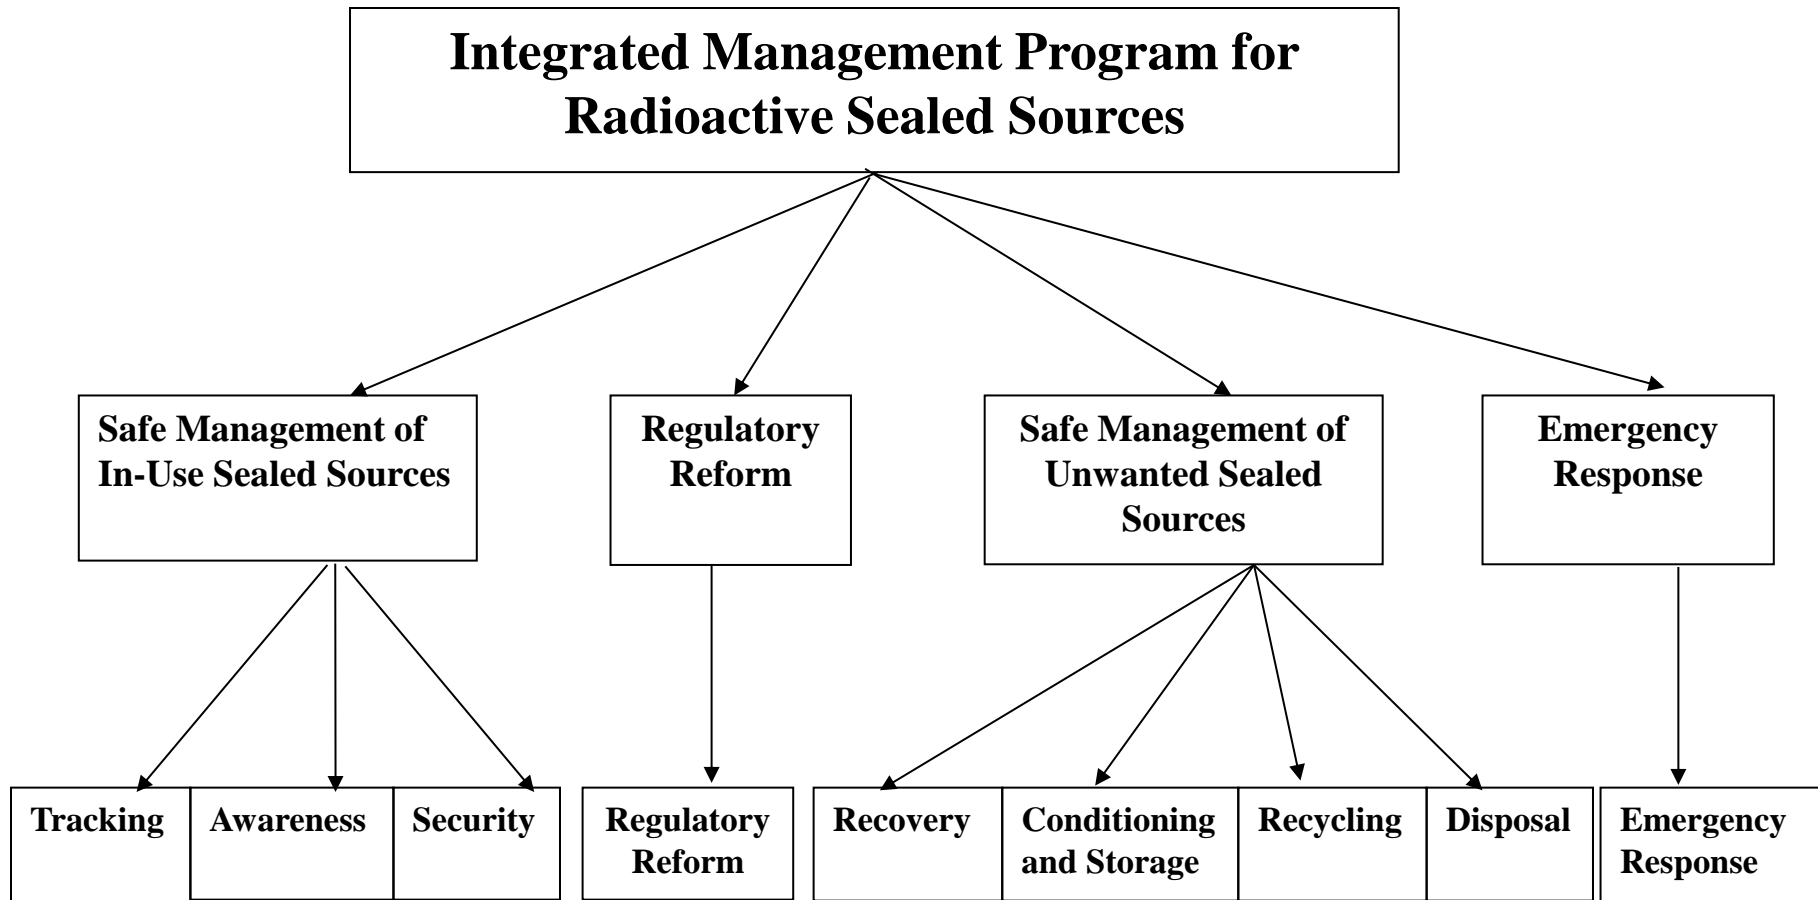 Integrated Management Program for
Radioactive Sealed Sources
Safe Management of
In-Use Sealed Sources
Regulatory
Reform
Safe Management of
Unwanted Sealed
Sources
Emergency
Response
Tracking
Awareness
Security
Regulatory
Reform
Recovery
Conditioning
and Storage
Recycling
Disposal
Emergency
Response